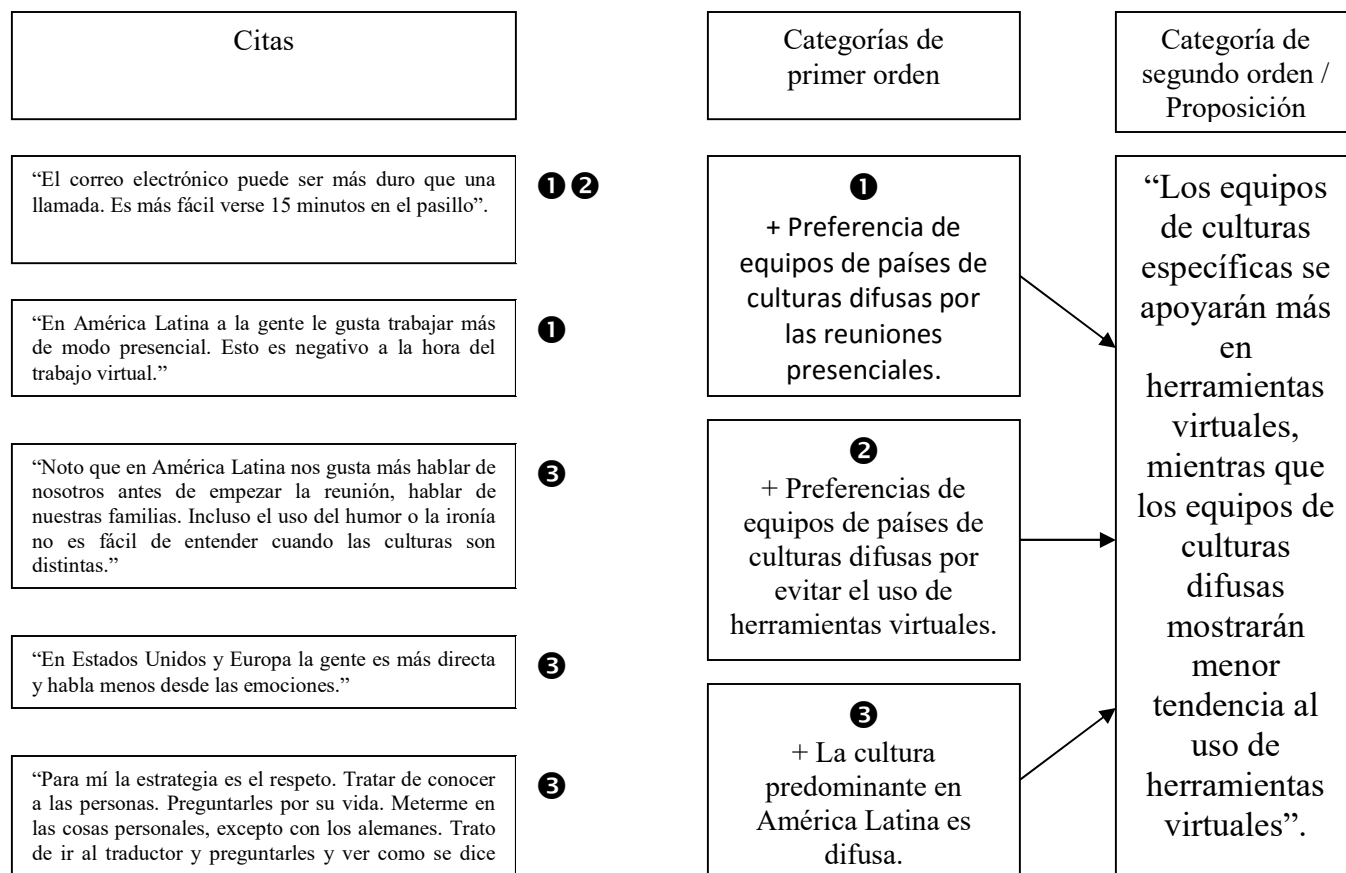 Citas
Categorías de
primer orden
Categoría de
segundo orden /
Proposición
“El correo electrónico puede ser más duro que una
llamada. Es más fácil verse 15 minutos en el pasillo”.
❶ ❷
“En América Latina a la gente le gusta trabajar más
de modo presencial. Esto es negativo a la hora del
trabajo virtual.”
❶
“Noto que en América Latina nos gusta más hablar de
nosotros antes de empezar la reunión, hablar de
nuestras familias. Incluso el uso del humor o la ironía
no es fácil de entender cuando las culturas son
distintas.”
❸
“En Estados Unidos y Europa la gente es más directa
y habla menos desde las emociones.”
❸
“Para mí la estrategia es el respeto. Tratar de conocer
a las personas. Preguntarles por su vida. Meterme en
las cosas personales, excepto con los alemanes. Trato
de ir al traductor y preguntarles y ver como se dice
❸
❶
+ Preferencia de
equipos de países de
culturas difusas por
las reuniones
presenciales.
❷
+ Preferencias de
equipos de países de
culturas difusas por
evitar el uso de
herramientas virtuales.
❸
+ La cultura
predominante en
América Latina es
difusa.
“Los equipos
de culturas
específicas se
apoyarán más
en
herramientas
virtuales,
mientras que
los equipos de
culturas
difusas
mostrarán
menor
tendencia al
uso de
herramientas
virtuales”.